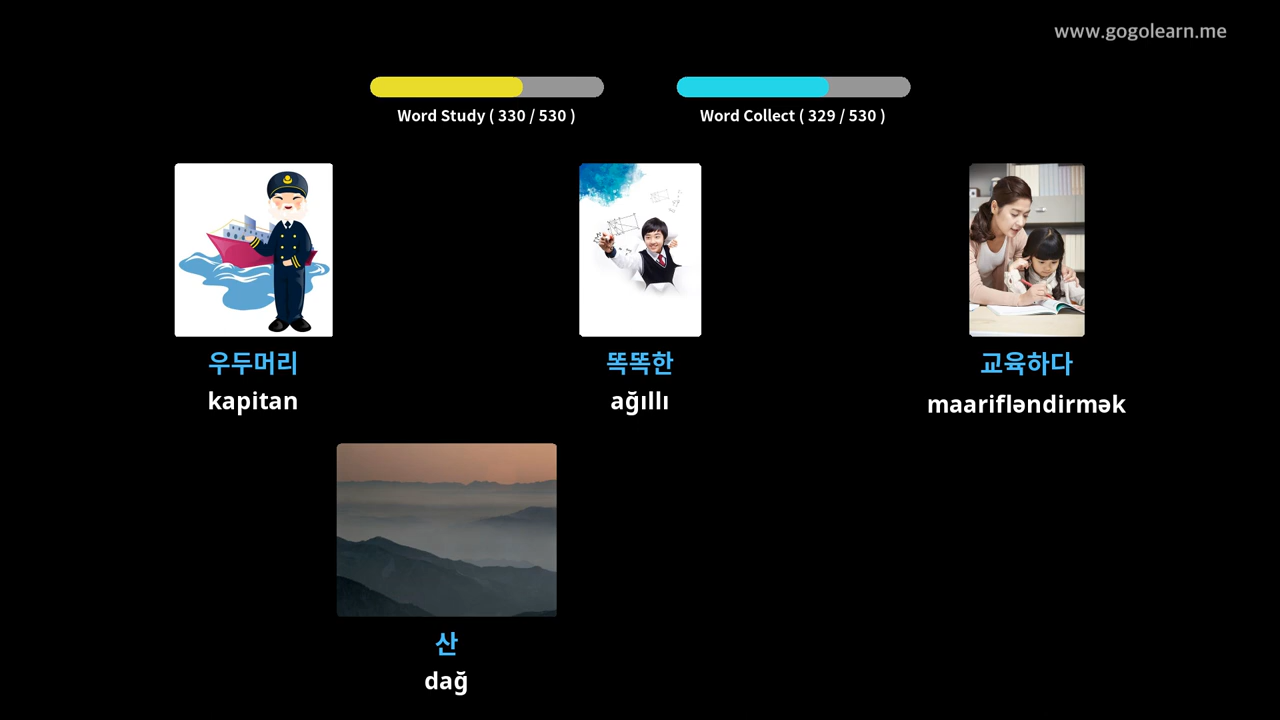 www.gogolearn.me
Word Study ( 330 / 530 )
Word Collect ( 329 / 530 )
우두머리
kapitan
똑똑한
ağıllı
교육하다
maarifləndirmək
산
dağ